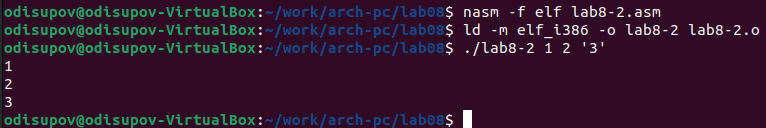 odisupov@odisupov-VirtualBox:~/work/arch-pc/lab08$ nasm -f elf lab8-2.asm
odisupov@odisupov-VirtualBox:~/work/arch-pc/lab08$ ld -m elf_i386 -o lab8-2 lab8-2.o
odisupov@odisupov-VirtualBox:~/work/arch-pc/lab08$ ./lab8-2 1 2 '3'
1
2
3
odisupov@odisupov-VirtualBox:~/work/arch-pc/lab08$